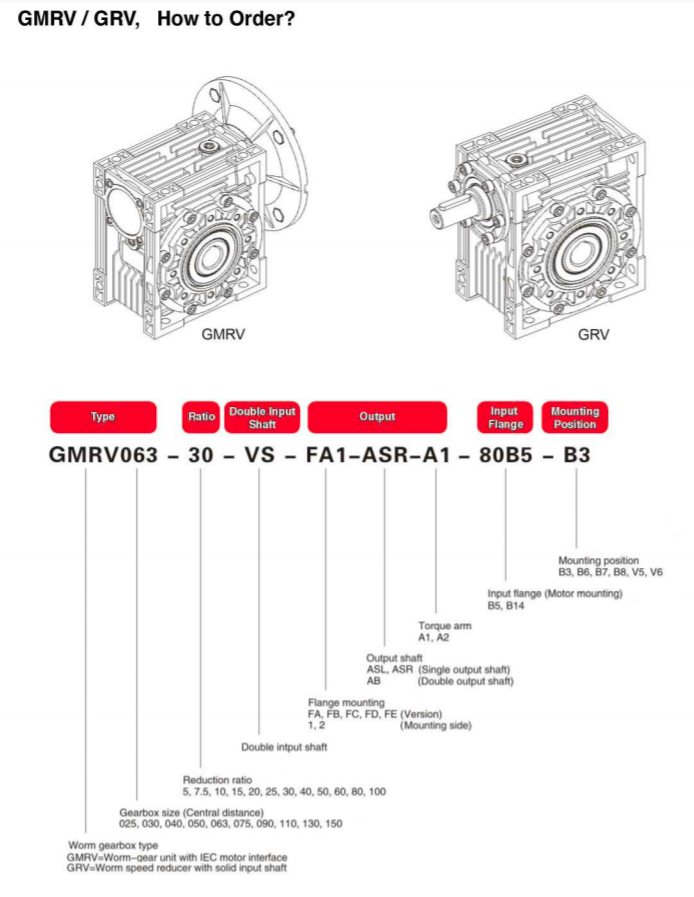 GMRV / GRV, How to Order?
GMRV
GRV
Type
Ratio
Double Input
Shaft
Output
Input
Flange
Mounting
Position
GMRV063 – 30 – VS – FA1–ASR–A1 – 80B5 – B3
Mounting position
B3, B6, B7, B8, V5, V6
Input flange (Motor mounting)
B5, B14
Torque arm
A1, A2
Output shaft
ASL, ASR (Single output shaft)
AB (Double output shaft)
Flange mounting
FA, FB, FC, FD, FE (Version)
1, 2 (Mounting side)
Double intput shaft
Reduction ratio
5, 7.5, 10, 15, 20, 25, 30, 40, 50, 60, 80, 100
Gearbox size (Central distance)
025, 030, 040, 050, 063, 075, 090, 110, 130, 150
Worm gearbox type
GMRV=Worm–gear unit with IEC motor interface
GRV=Worm speed reducer with solid input shaft